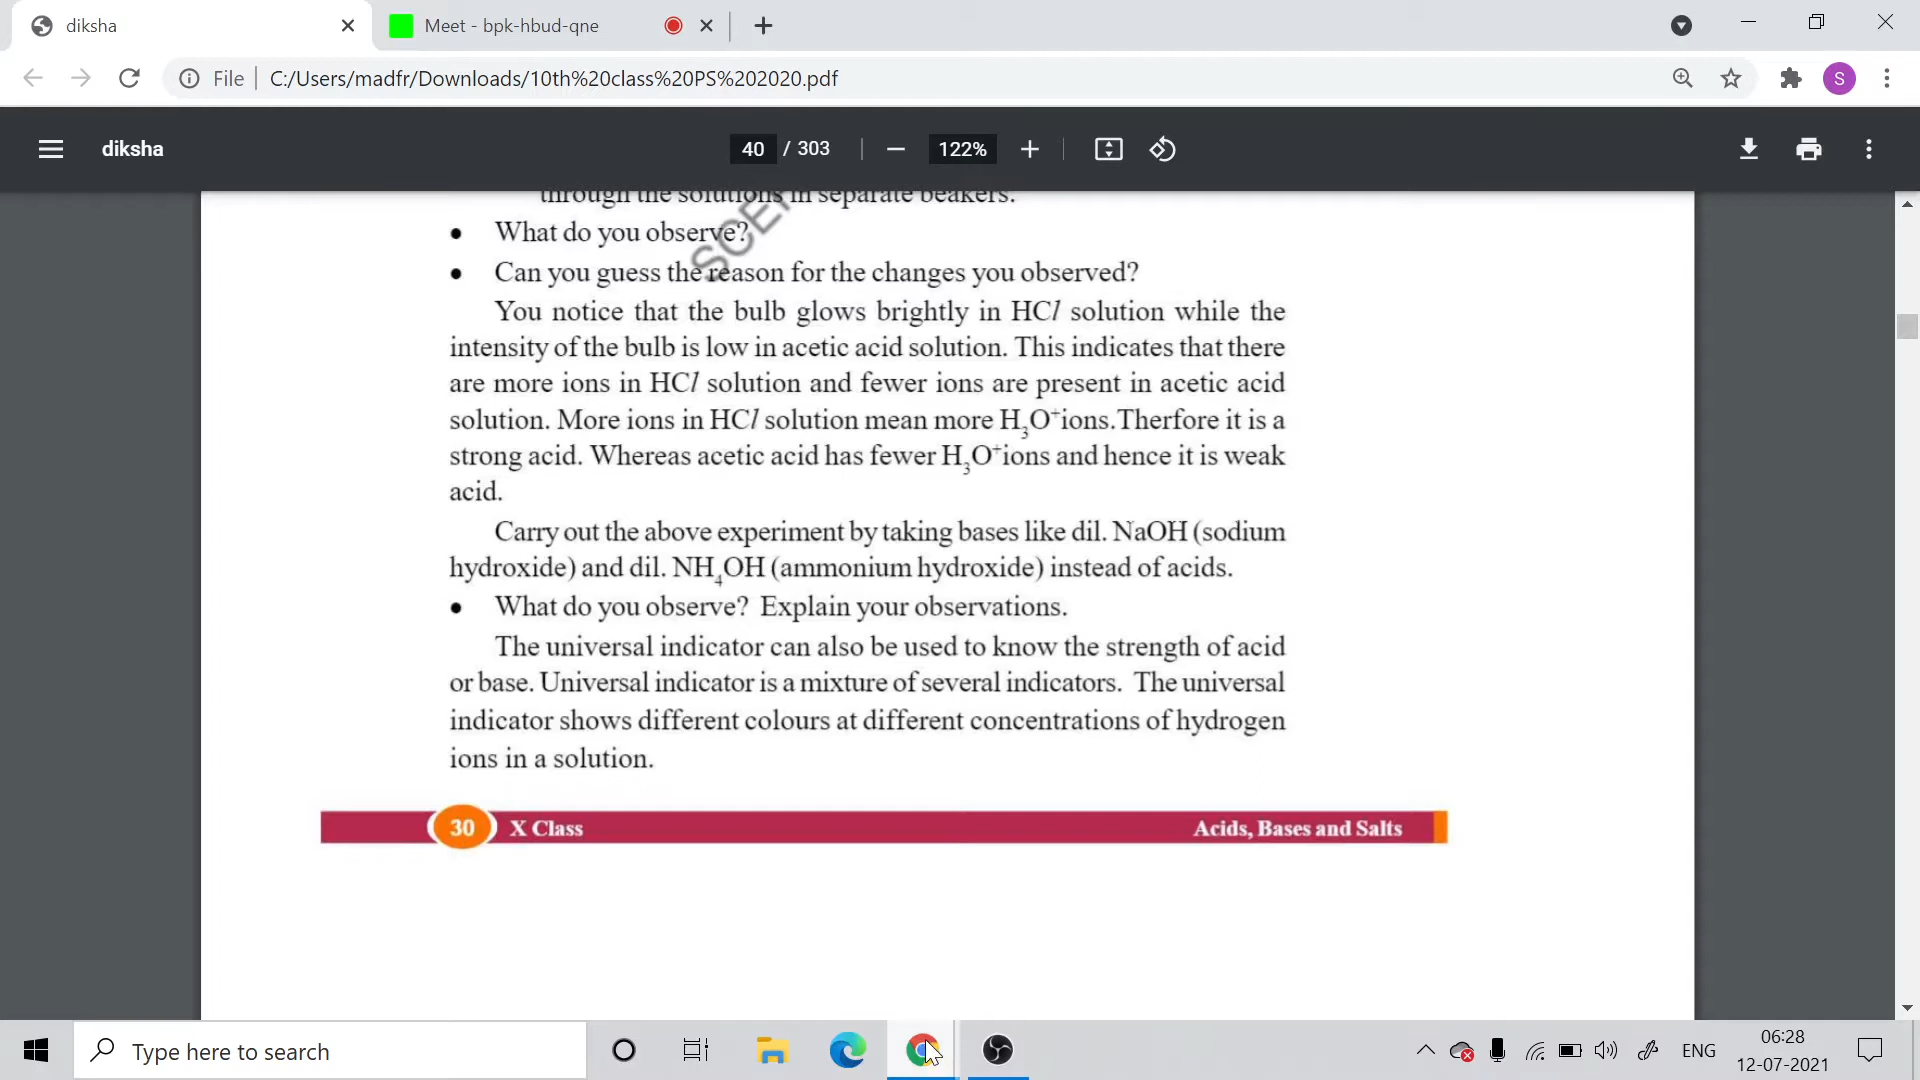 diksha
Meet - bpk-hbud-qne
File
C:/Users/madfr/Downloads/10th%20class%20PS%202020.pdf
S
diksha
40 / 303
122%
through the solutions in separate beakers.
• What do you observe?
• Can you guess the reason for the changes you observed?
You notice that the bulb glows brightly in HCl solution while the
intensity of the bulb is low in acetic acid solution. This indicates that there
are more ions in HCl solution and fewer ions are present in acetic acid
solution. More ions in HCl solution mean more H₃O⁺ions.Therfore it is a
strong acid. Whereas acetic acid has fewer H₃O⁺ions and hence it is weak
acid.
Carry out the above experiment by taking bases like dil. NaOH (sodium
hydroxide) and dil. NH₄OH (ammonium hydroxide) instead of acids.
• What do you observe? Explain your observations.
The universal indicator can also be used to know the strength of acid
or base. Universal indicator is a mixture of several indicators. The universal
indicator shows different colours at different concentrations of hydrogen
ions in a solution.
30 X Class
Acids, Bases and Salts
Type here to search
ENG
06:28
12-07-2021